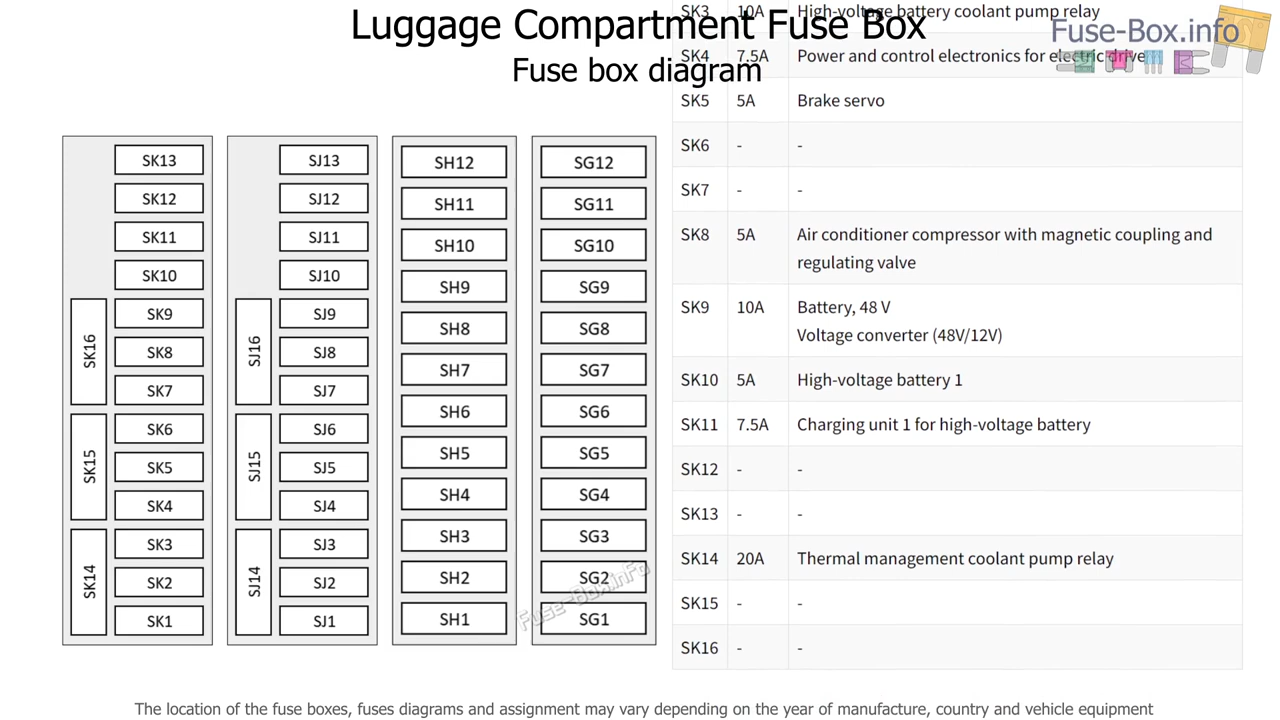 Luggage Compartment Fuse Box
Fuse box diagram
Fuse-Box.info
SK13
SK12
SK11
SK10
SK9
SK8
SK7
SK6
SK5
SK4
SK3
SK2
SK1
SK16
SK15
SK14
SJ13
SJ12
SJ11
SJ10
SJ9
SJ8
SJ7
SJ6
SJ5
SJ4
SJ3
SJ2
SJ1
SJ16
SJ15
SJ14
SH12
SH11
SH10
SH9
SH8
SH7
SH6
SH5
SH4
SH3
SH2
SH1
SG12
SG11
SG10
SG9
SG8
SG7
SG6
SG5
SG4
SG3
SG2
SG1
Fuse-Box.info
SK3 10A High-voltage battery coolant pump relay
SK4 7.5A Power and control electronics for electric drive
SK5 5A Brake servo
SK6 - -
SK7 - -
SK8 5A Air conditioner compressor with magnetic coupling and
regulating valve
SK9 10A Battery, 48 V
Voltage converter (48V/12V)
SK10 5A High-voltage battery 1
SK11 7.5A Charging unit 1 for high-voltage battery
SK12 - -
SK13 - -
SK14 20A Thermal management coolant pump relay
SK15 - -
SK16 - -
The location of the fuse boxes, fuses diagrams and assignment may vary depending on the year of manufacture, country and vehicle equipment